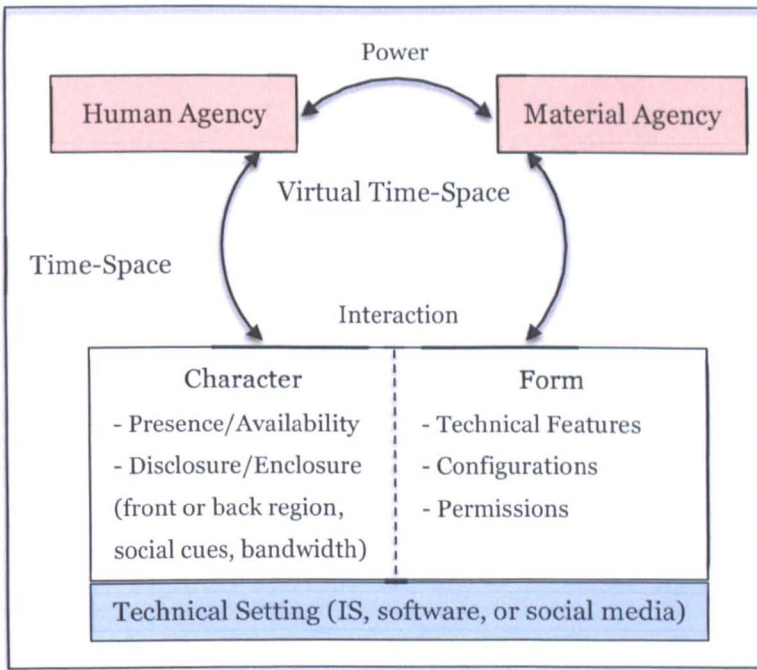 Power
Human Agency
Material Agency
Virtual Time-Space
Time-Space
Interaction
Character
- Presence/Availability
- Disclosure/Enclosure
(front or back region,
social cues, bandwidth)
Form
- Technical Features
- Configurations
- Permissions
Technical Setting (IS, software, or social media)